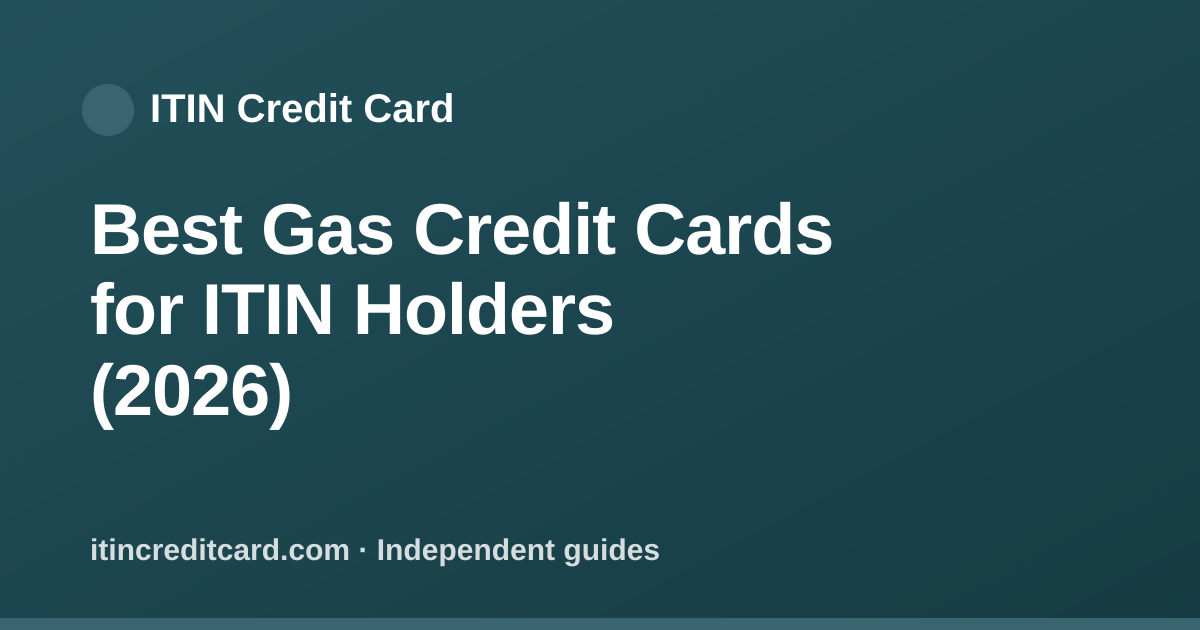 ITIN Credit Card
Best Gas Credit Cards
for ITIN Holders
(2026)
itincreditcard.com · Independent guides